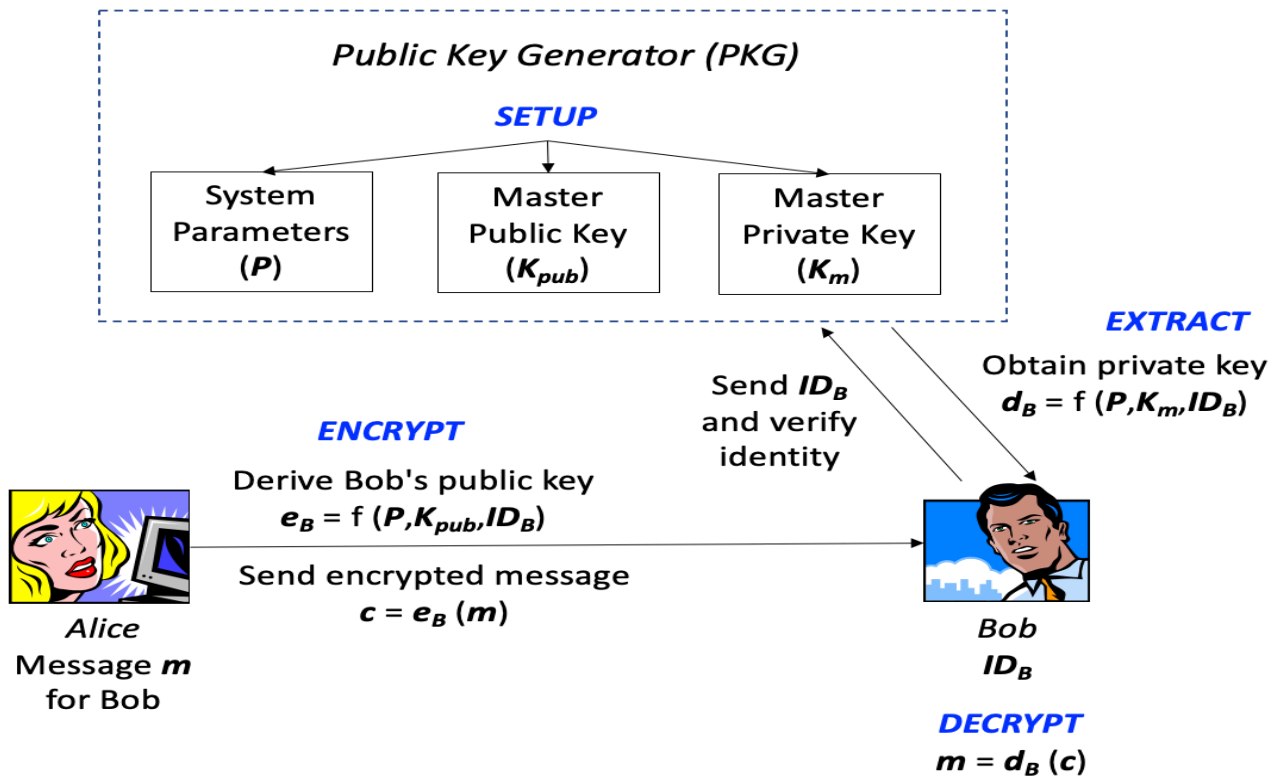 Public Key Generator (PKG)
SETUP
System
Parameters
(P)
Master
Public Key
(Kpub)
Master
Private Key
(Km)
EXTRACT
Obtain private key
dB = f (P,Km,IDB)
Send IDB
and verify
identity
ENCRYPT
Derive Bob's public key
eB = f (P,Kpub,IDB)
Send encrypted message
c = eB (m)
Alice
Message m
for Bob
Bob
IDB
DECRYPT
m = dB (c)